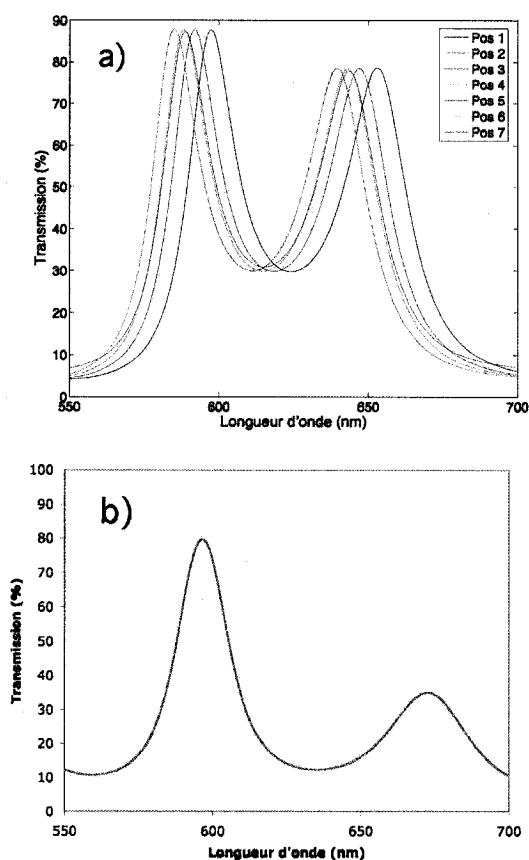 a)
90
80
70
60
50
40
30
20
10
0
Transmission (%)
Pos 1
Pos 2
Pos 3
Pos 4
Pos 5
Pos 6
Pos 7
550
600
650
700
Longueur d'onde (nm)
b)
100
90
80
70
60
50
40
30
20
10
0
Transmission (%)
550
600
650
700
Longueur d'onde (nm)